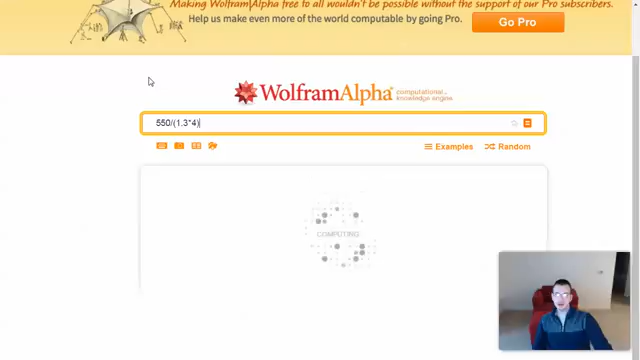 Making Wolfram|Alpha free to all wouldn't be possible without the support of our Pro subscribers.
Help us make even more of the world computable by going Pro.
Go Pro
WolframAlpha computational knowledge engine
550/(1.3*4)
Examples
Random
COMPUTING